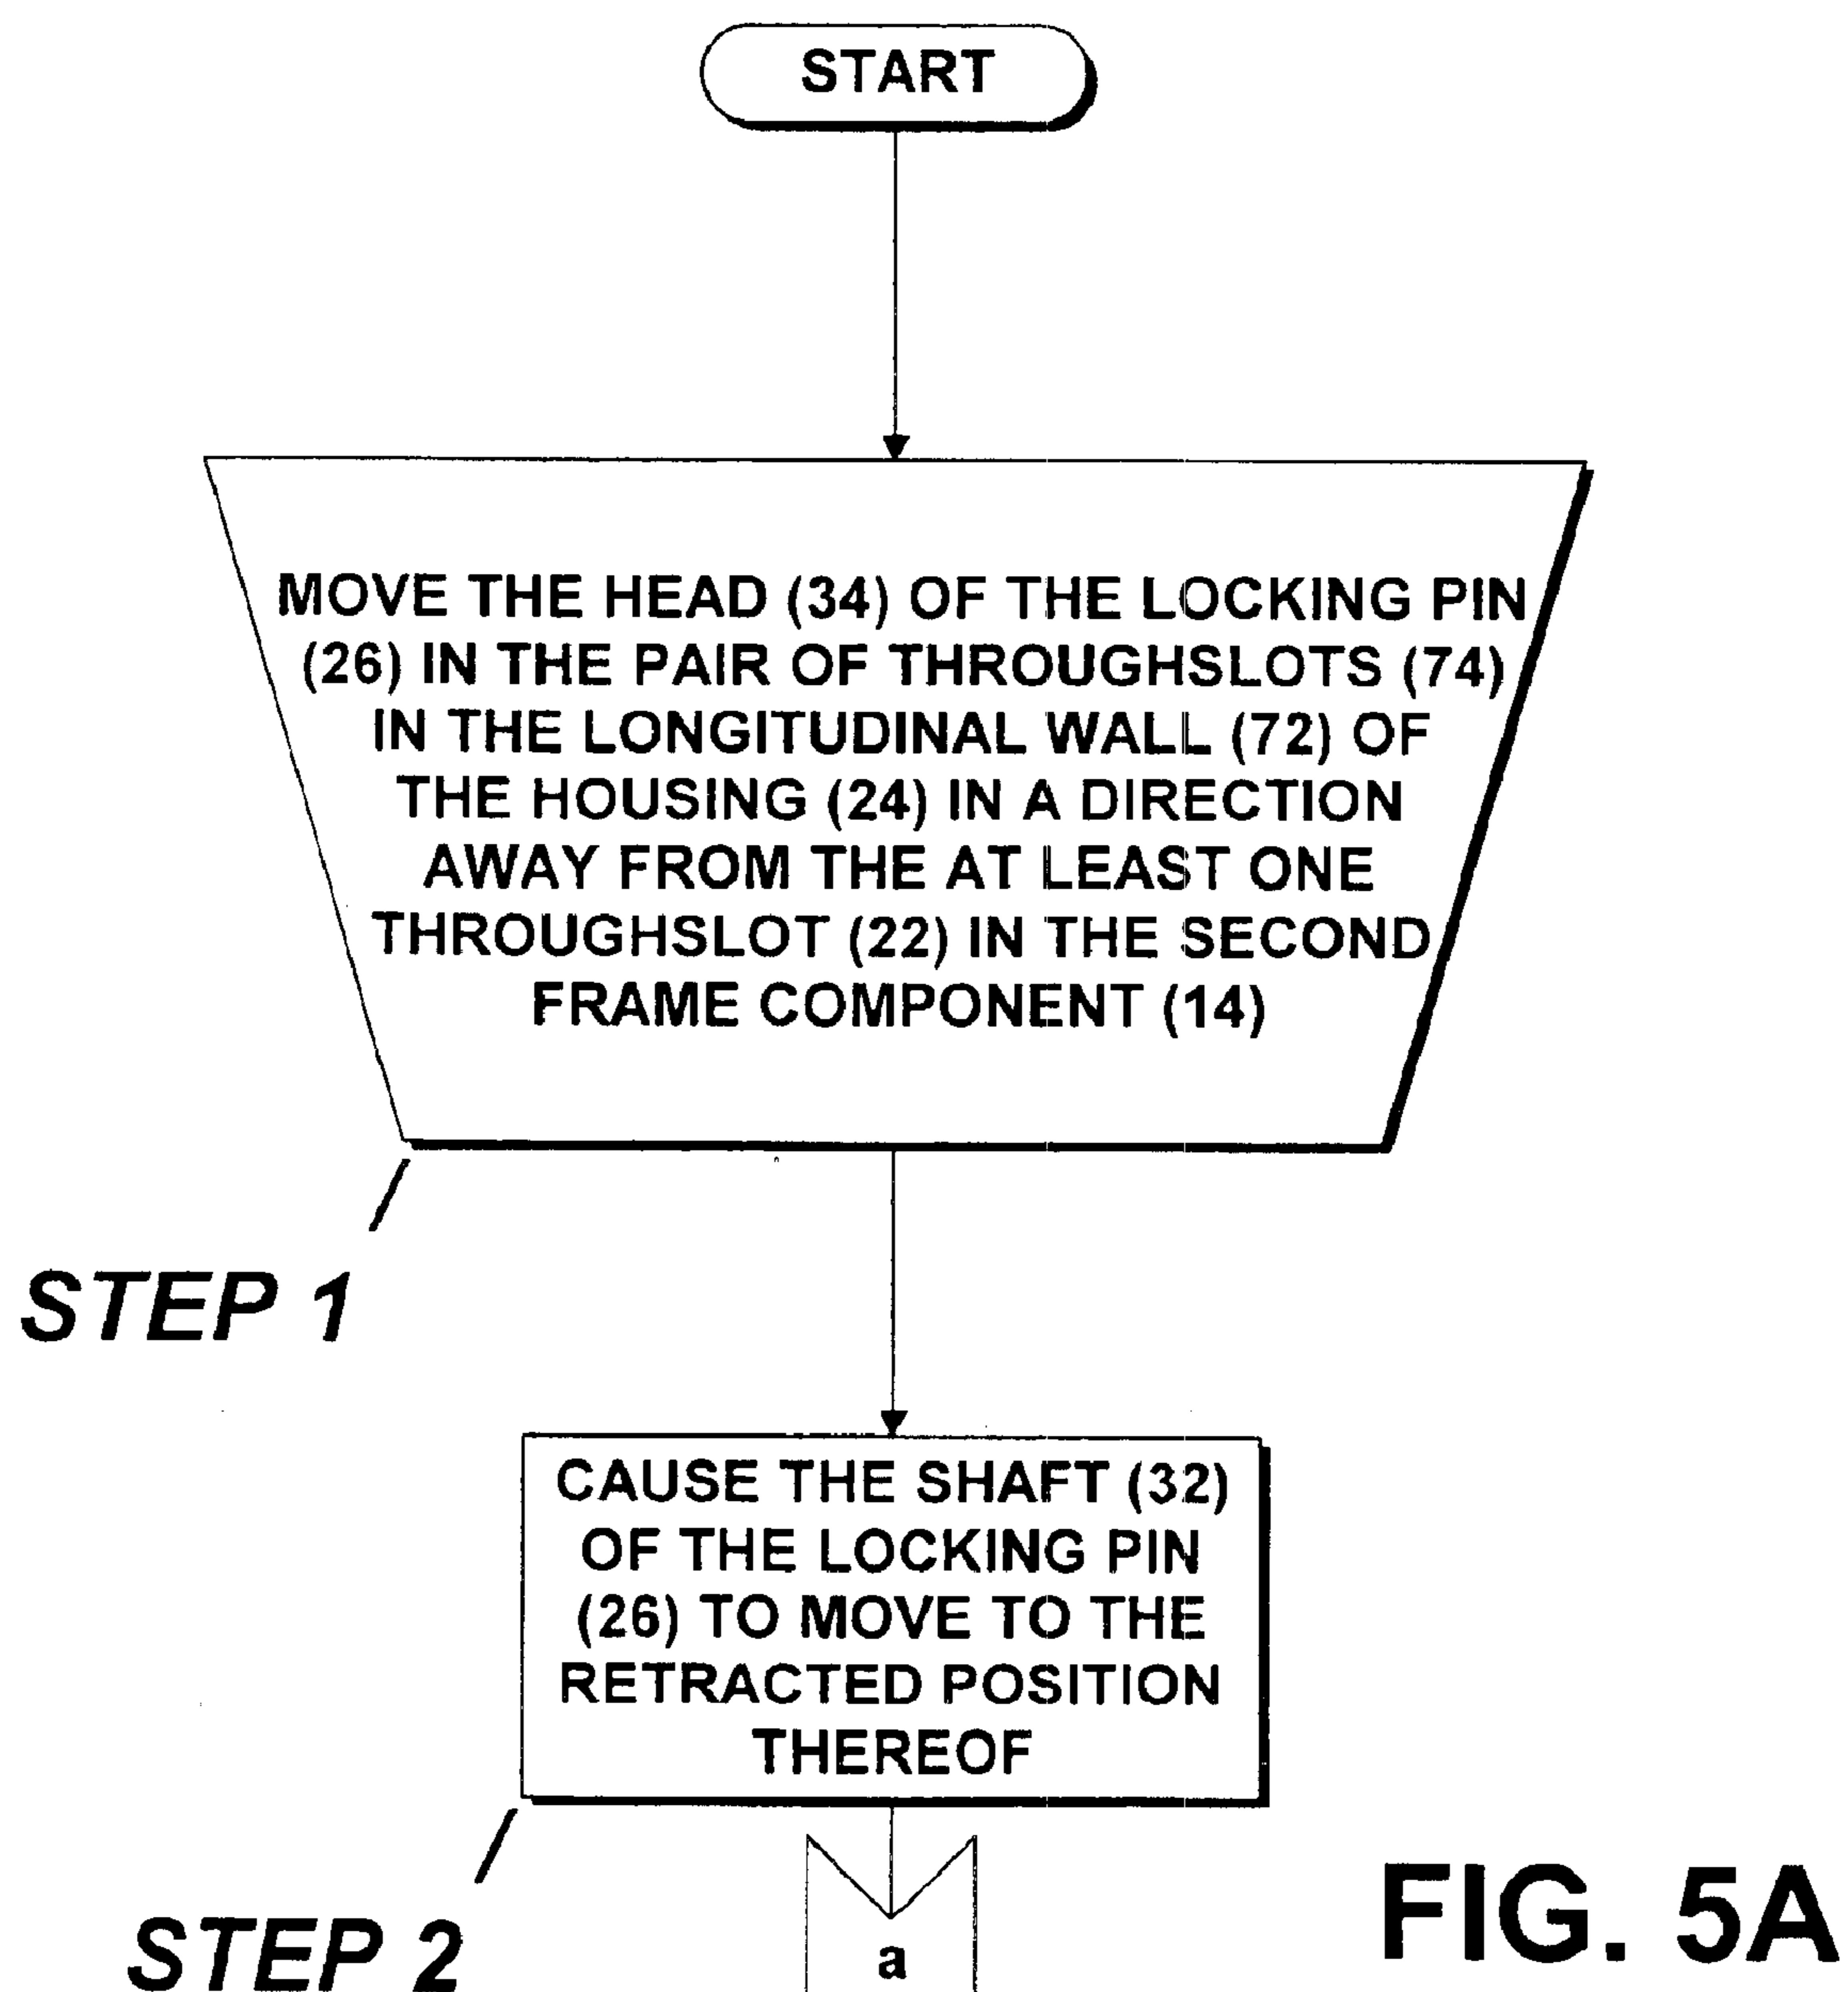 START
MOVE THE HEAD (34) OF THE LOCKING PIN
(26) IN THE PAIR OF THROUGHSLOTS (74)
IN THE LONGITUDINAL WALL (72) OF
THE HOUSING (24) IN A DIRECTION
AWAY FROM THE AT LEAST ONE
THROUGHSLOT (22) IN THE SECOND
FRAME COMPONENT (14)
STEP 1
CAUSE THE SHAFT (32)
OF THE LOCKING PIN
(26) TO MOVE TO THE
RETRACTED POSITION
THEREOF
STEP 2
a
FIG. 5A